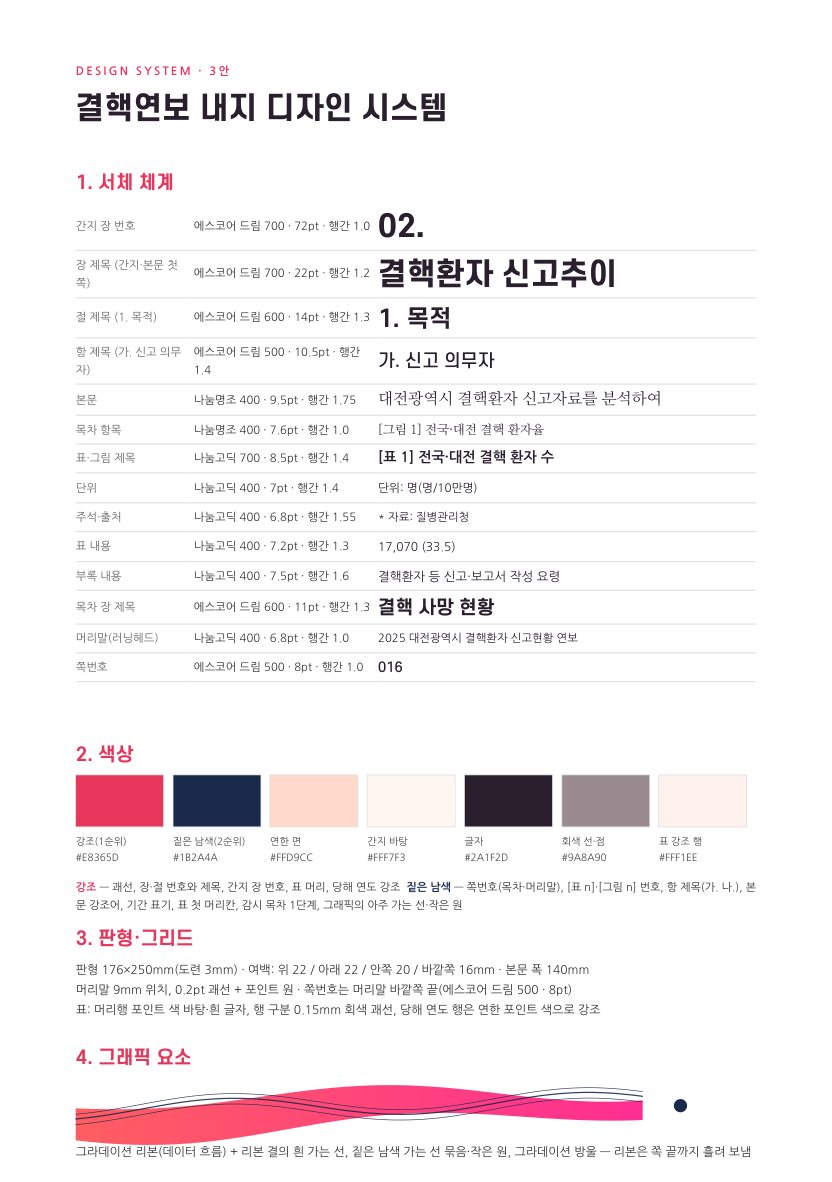 DESIGN SYSTEM · 3안
결핵연보 내지 디자인 시스템
1. 서체 체계
간지 장 번호 에스코어 드림 700 · 72pt · 행간 1.0 02.
장 제목 (간지·본문 첫
쪽) 에스코어 드림 700 · 22pt · 행간 1.2 결핵환자 신고추이
절 제목 (1. 목적) 에스코어 드림 600 · 14pt · 행간 1.3 1. 목적
항 제목 (가. 신고 의무
자) 에스코어 드림 500 · 10.5pt · 행간
1.4 가. 신고 의무자
본문 나눔명조 400 · 9.5pt · 행간 1.75 대전광역시 결핵환자 신고자료를 분석하여
목차 항목 나눔명조 400 · 7.6pt · 행간 1.0 [그림 1] 전국·대전 결핵 환자율
표·그림 제목 나눔고딕 700 · 8.5pt · 행간 1.4 [표 1] 전국·대전 결핵 환자 수
단위 나눔고딕 400 · 7pt · 행간 1.4 단위: 명(명/10만명)
주석·출처 나눔고딕 400 · 6.8pt · 행간 1.55 * 자료: 질병관리청
표 내용 나눔고딕 400 · 7.2pt · 행간 1.3 17,070 (33.5)
부록 내용 나눔고딕 400 · 7.5pt · 행간 1.6 결핵환자 등 신고·보고서 작성 요령
목차 장 제목 에스코어 드림 600 · 11pt · 행간 1.3 결핵 사망 현황
머리말(러닝헤드) 나눔고딕 400 · 6.8pt · 행간 1.0 2025 대전광역시 결핵환자 신고현황 연보
쪽번호 에스코어 드림 500 · 8pt · 행간 1.0 016
2. 색상
강조(1순위) 짙은 남색(2순위) 연한 면 간지 바탕 글자 회색 선·점 표 강조 행
#E8365D #1B2A4A #FFD9CC #FFF7F3 #2A1F2D #9A8A90 #FFF1EE
강조 — 괘선, 장·절 번호와 제목, 간지 장 번호, 표 머리, 당해 연도 강조 짙은 남색 — 쪽번호(목차·머리말), [표 n]·[그림 n] 번호, 항 제목(가. 나.), 본
문 강조어, 기간 표기, 표 첫 머리칸, 감시 목차 1단계, 그래픽의 아주 가는 선·작은 원
3. 판형·그리드
판형 176×250mm(도련 3mm) · 여백: 위 22 / 아래 22 / 안쪽 20 / 바깥쪽 16mm · 본문 폭 140mm
머리말 9mm 위치, 0.2pt 괘선 + 포인트 원 · 쪽번호는 머리말 바깥쪽 끝(에스코어 드림 500 · 8pt)
표: 머리행 포인트 색 바탕·흰 글자, 행 구분 0.15mm 회색 괘선, 당해 연도 행은 연한 포인트 색으로 강조
4. 그래픽 요소
그라데이션 리본(데이터 흐름) + 리본 결의 흰 가는 선, 짙은 남색 가는 선 묶음·작은 원, 그라데이션 방울 — 리본은 쪽 끝까지 흘려 보냄